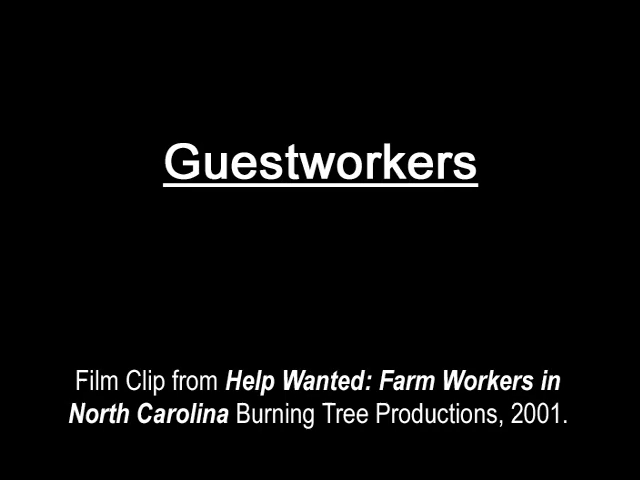 Guestworkers
Film Clip from Help Wanted: Farm Workers in
North Carolina Burning Tree Productions, 2001.